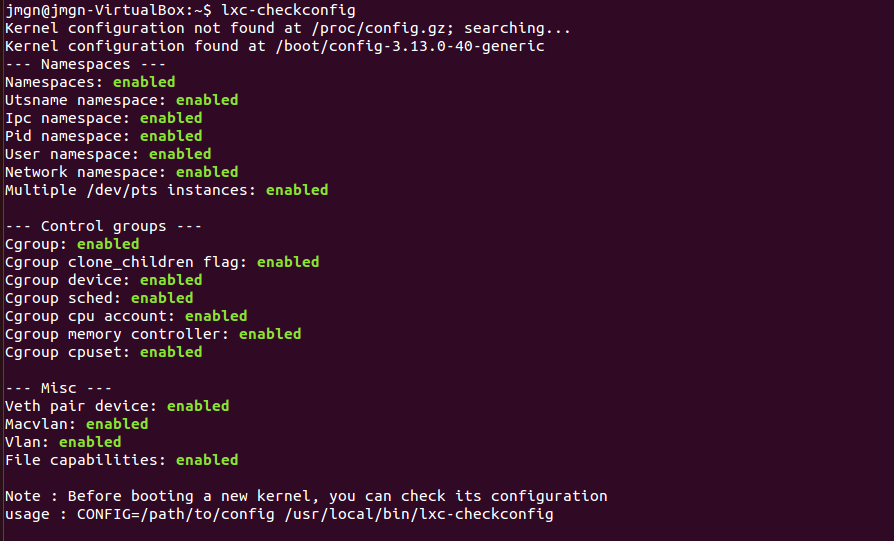 jmgn@jmgn-VirtualBox:~$ lxc-checkconfig
Kernel configuration not found at /proc/config.gz; searching...
Kernel configuration found at /boot/config-3.13.0-40-generic
--- Namespaces ---
Namespaces: enabled
Utsname namespace: enabled
Ipc namespace: enabled
Pid namespace: enabled
User namespace: enabled
Network namespace: enabled
Multiple /dev/pts instances: enabled

--- Control groups ---
Cgroup: enabled
Cgroup clone_children flag: enabled
Cgroup device: enabled
Cgroup sched: enabled
Cgroup cpu account: enabled
Cgroup memory controller: enabled
Cgroup cpuset: enabled

--- Misc ---
Veth pair device: enabled
Macvlan: enabled
Vlan: enabled
File capabilities: enabled

Note : Before booting a new kernel, you can check its configuration
usage : CONFIG=/path/to/config /usr/local/bin/lxc-checkconfig